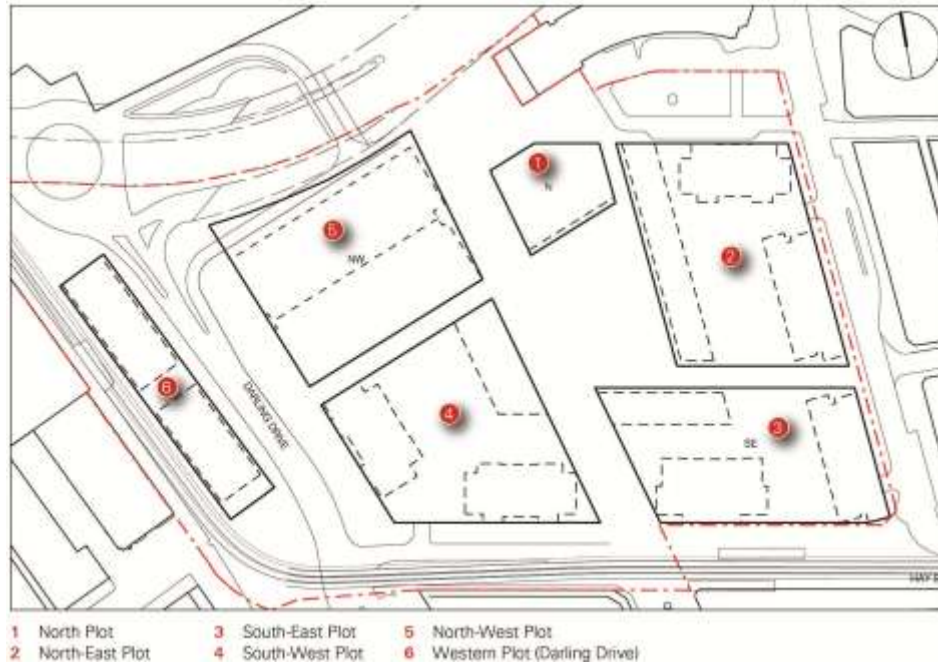 1
N
5
NW
2
6
DARLING DRIVE
4
3
SE
1 North Plot 3 South-East Plot 5 North-West Plot
2 North-East Plot 4 South-West Plot 6 Western Plot (Darling Drive)